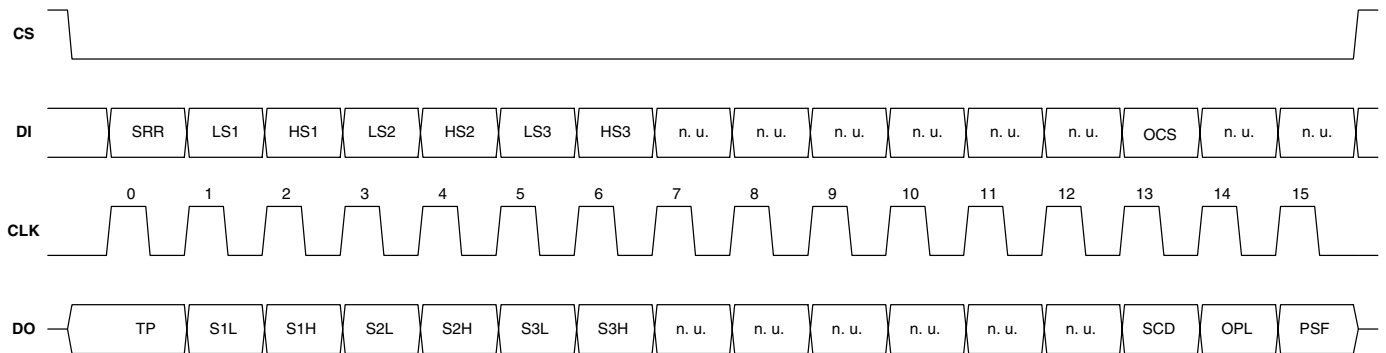 CS
DI SRR LS1 HS1 LS2 HS2 LS3 HS3 n. u. n. u. n. u. n. u. n. u. n. u. OCS n. u. n. u.
0 1 2 3 4 5 6 7 8 9 10 11 12 13 14 15
CLK
DO TP S1L S1H S2L S2H S3L S3H n. u. n. u. n. u. n. u. n. u. n. u. SCD OPL PSF